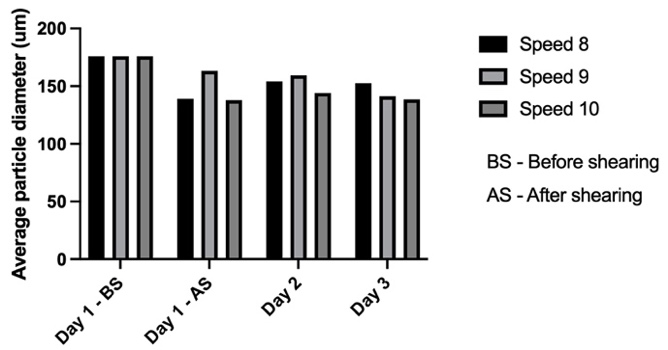 Average particle diameter (um)
200
150
100
50
0
Day 1 - BS
Day 1 - AS
Day 2
Day 3
Speed 8
Speed 9
Speed 10
BS - Before shearing
AS - After shearing